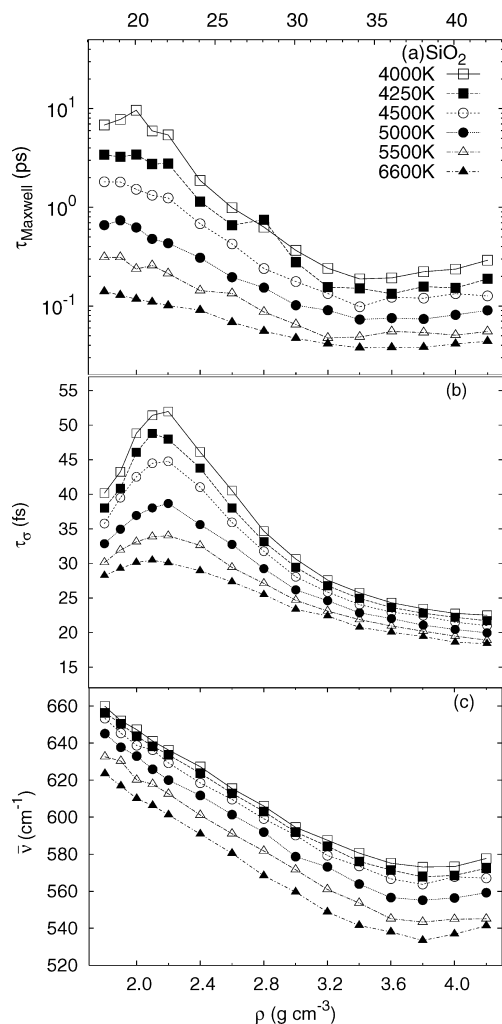 20 25 30 35 40
(a)SiO2
4000K
4250K
4500K
5000K
5500K
6600K
10^1
10^0
10^-1
τMaxwell (ps)
(b)
55
50
45
40
35
30
25
20
15
τσ (fs)
(c)
660
640
620
600
580
560
540
520
ν̄ (cm-1)
2.0 2.4 2.8 3.2 3.6 4.0
ρ (g cm-3)